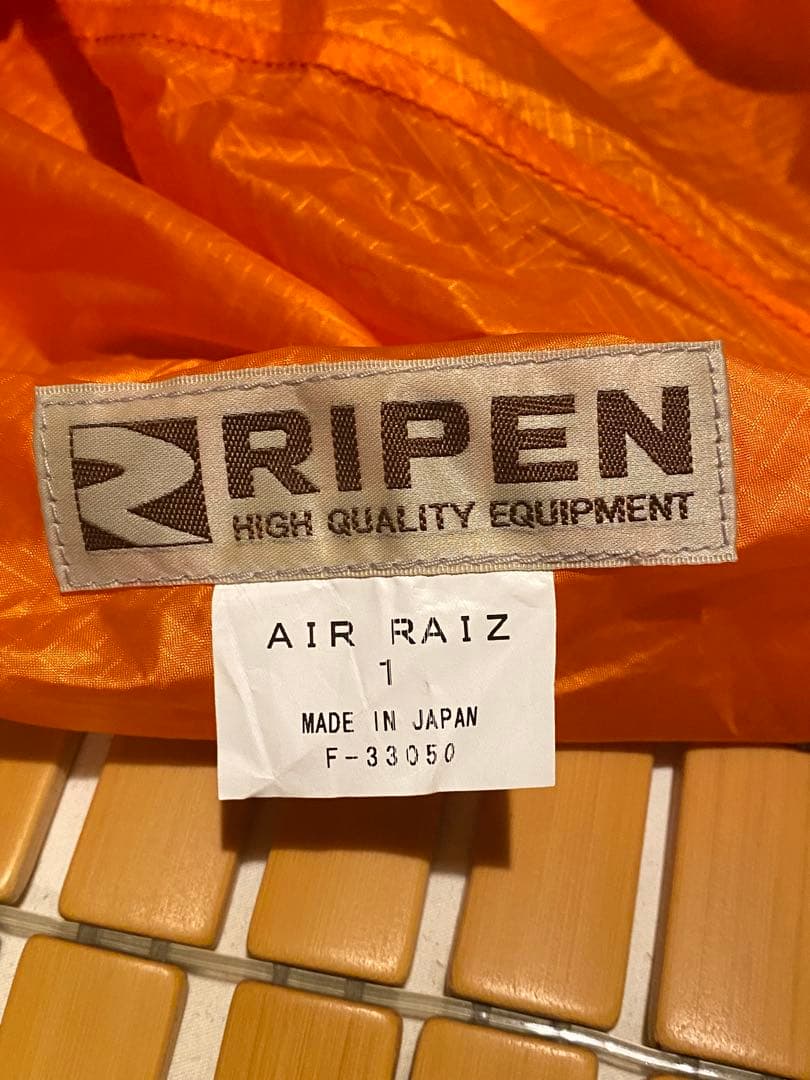 RIPEN
HIGH QUALITY EQUIPMENT
AIR RAIZ
1
MADE IN JAPAN
F-33050